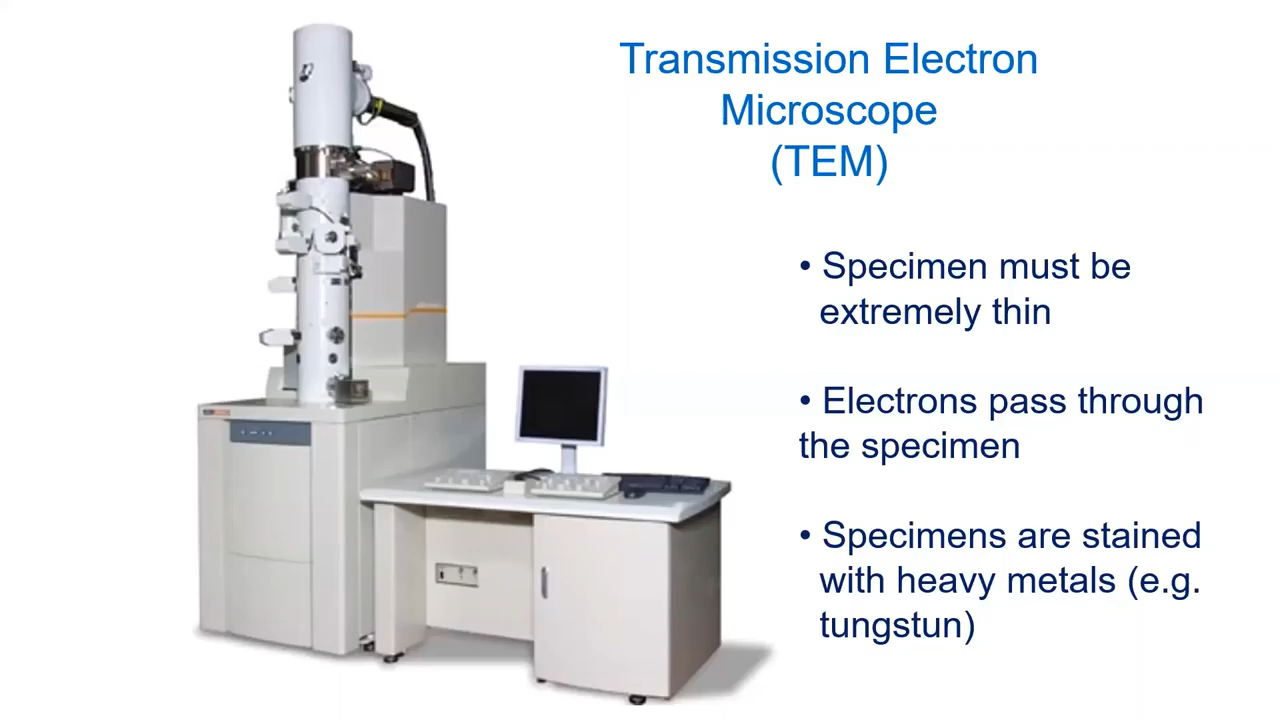 Transmission Electron
Microscope
(TEM)
• Specimen must be
extremely thin
• Electrons pass through
the specimen
• Specimens are stained
with heavy metals (e.g.
tungstun)